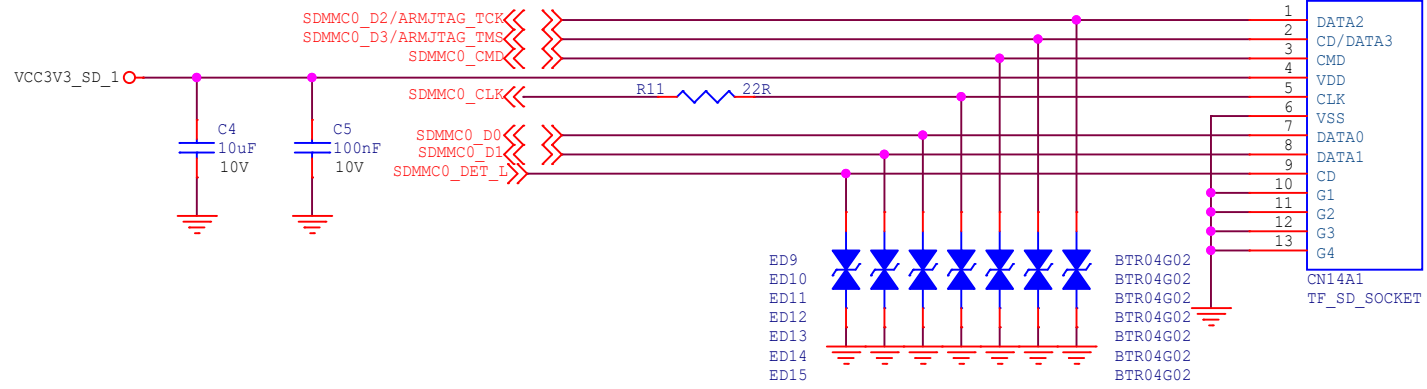 SDMMC0_D2/ARMJTAG_TCK
SDMMC0_D3/ARMJTAG_TMS
SDMMC0_CMD
VCC3V3_SD_1
SDMMC0_CLK
R11 22R
SDMMC0_D0
SDMMC0_D1
SDMMC0_DET_L
C4
10uF
10V
C5
100nF
10V
1 DATA2
2 CD/DATA3
3 CMD
4 VDD
5 CLK
6 VSS
7 DATA0
8 DATA1
9 CD
10 G1
11 G2
12 G3
13 G4
CN14A1
TF_SD_SOCKET
ED9 BTR04G02
ED10 BTR04G02
ED11 BTR04G02
ED12 BTR04G02
ED13 BTR04G02
ED14 BTR04G02
ED15 BTR04G02